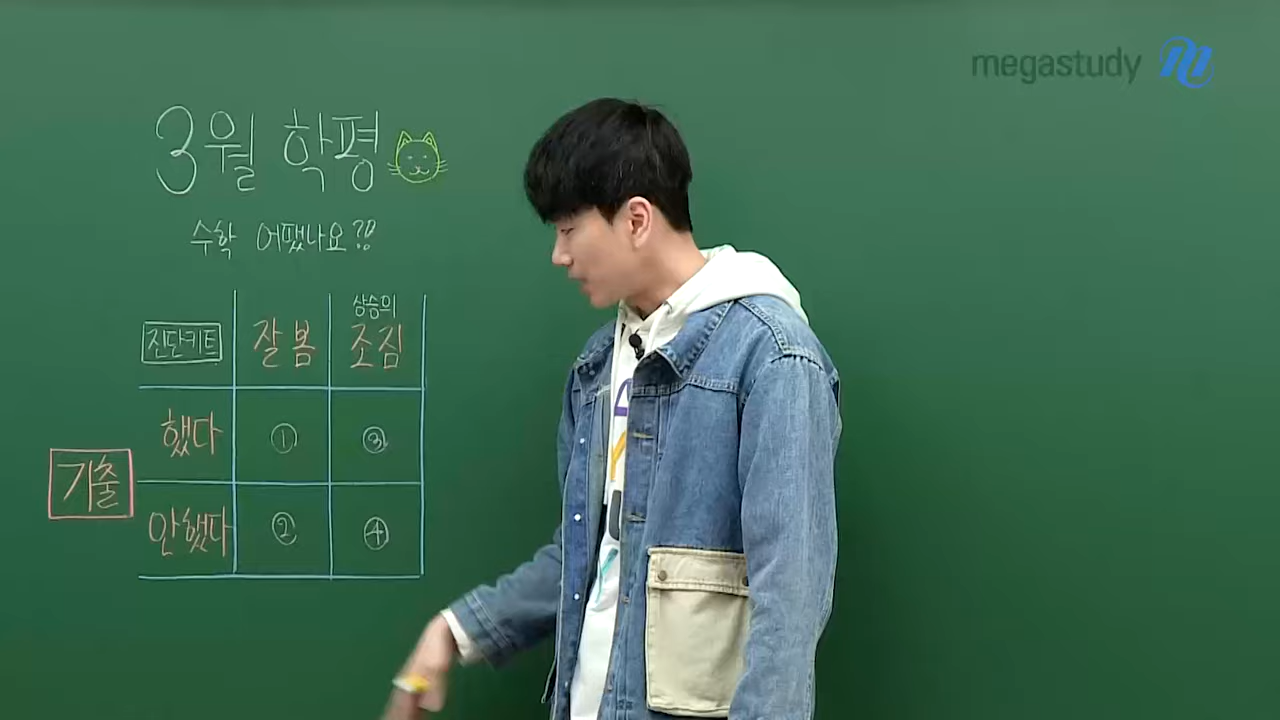 megastudy
3월 학평
수학 어땠나요??
상승의
진단키트 잘봄 조짐
했다 ① ③
기출
안했다 ② ④